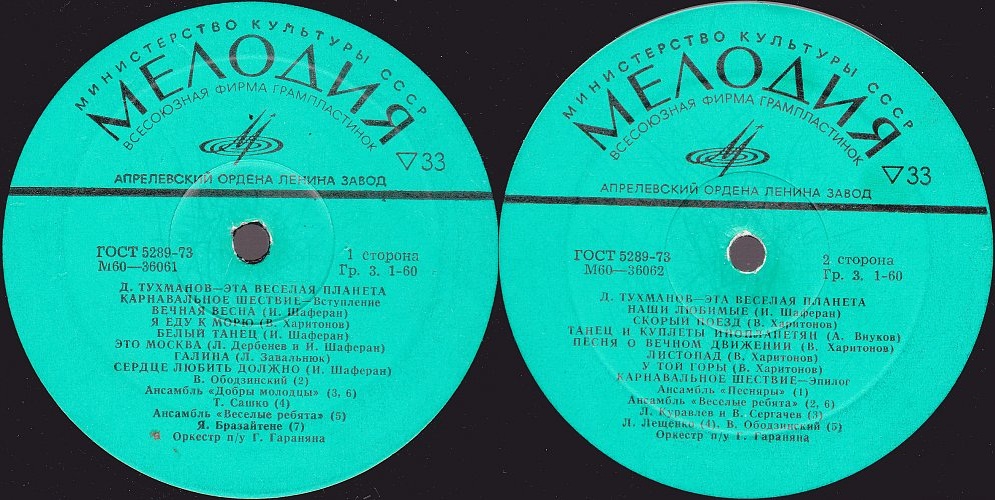 МИНИСТЕРСТВО КУЛЬТУРЫ СССР
МЕЛОДИЯ
ВСЕСОЮЗНАЯ ФИРМА ГРАМПЛАСТИНОК
33
АПРЕЛЕВСКИЙ ОРДЕНА ЛЕНИНА ЗАВОД
ГОСТ 5289-73
М60—36061
1 сторона
Гр. 3. 1-60
Д. ТУХМАНОВ—ЭТА ВЕСЕЛАЯ ПЛАНЕТА
КАРНАВАЛЬНОЕ ШЕСТВИЕ—Вступление
ВЕЧНАЯ ВЕСНА (И. Шаферан)
Я ЕДУ К МОРЮ (В. Харитонов)
БЕЛЫЙ ТАНЕЦ (И. Шаферан)
ЭТО МОСКВА (Л. Дербенев и И. Шаферан)
ГАЛИНА (Л. Завальнюк)
СЕРДЦЕ ЛЮБИТЬ ДОЛЖНО (И. Шаферан)
В. Ободзинский (2)
Ансамбль «Добры молодцы» (3, 6)
Т. Сашко (4)
Ансамбль «Веселые ребята» (5)
Я. Бразайтене (7)
Оркестр п/у Г. Гараняна
МИНИСТЕРСТВО КУЛЬТУРЫ СССР
МЕЛОДИЯ
ВСЕСОЮЗНАЯ ФИРМА ГРАМПЛАСТИНОК
33
АПРЕЛЕВСКИЙ ОРДЕНА ЛЕНИНА ЗАВОД
ГОСТ 5289-73
М60—36062
2 сторона
Гр. 3. 1-60
Д. ТУХМАНОВ—ЭТА ВЕСЕЛАЯ ПЛАНЕТА
НАШИ ЛЮБИМЫЕ (И. Шаферан)
СКОРЫЙ ПОЕЗД (В. Харитонов)
ТАНЕЦ И КУПЛЕТЫ ИНОПЛАНЕТЯН (А. Внуков)
ПЕСНЯ О ВЕЧНОМ ДВИЖЕНИИ (В. Харитонов)
ЛИСТОПАД (В. Харитонов)
У ТОЙ ГОРЫ (В. Харитонов)
КАРНАВАЛЬНОЕ ШЕСТВИЕ—Эпилог
Ансамбль «Песняры» (1)
Ансамбль «Веселые ребята» (2, 6)
Л. Куравлев и В. Сергачев (3)
Л. Лещенко (4), В. Ободзинский (5)
Оркестр п/у Г. Гараняна